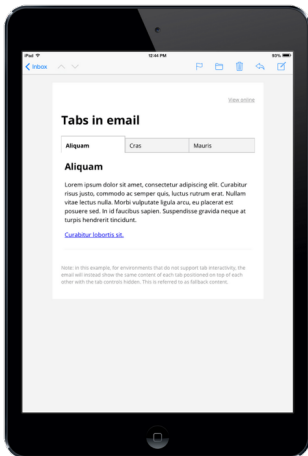 iPad
12:44 PM
93%
Inbox
View online
Tabs in email
Aliquam
Cras
Mauris
Aliquam
Lorem ipsum dolor sit amet, consectetur adipiscing elit. Curabitur
risus justo, commodo ac semper quis, luctus rutrum erat. Nullam
vitae lectus nulla. Morbi vulputate ligula arcu, eu placerat est
posuere sed. In id faucibus sapien. Suspendisse gravida neque at
turpis hendrerit tincidunt.
Curabitur lobortis sit.
Note: In this example, for environments that do not support tab interactivity, the
email will instead show the same content of each tab positioned on top of each
other with the tab controls hidden. This is referred to as fallback content.